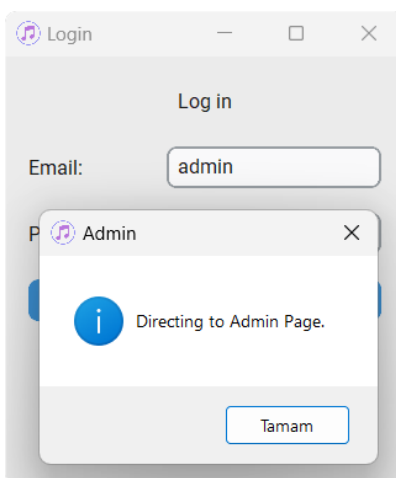 Login
Log in
Email:
admin
P
Admin
Directing to Admin Page.
Tamam